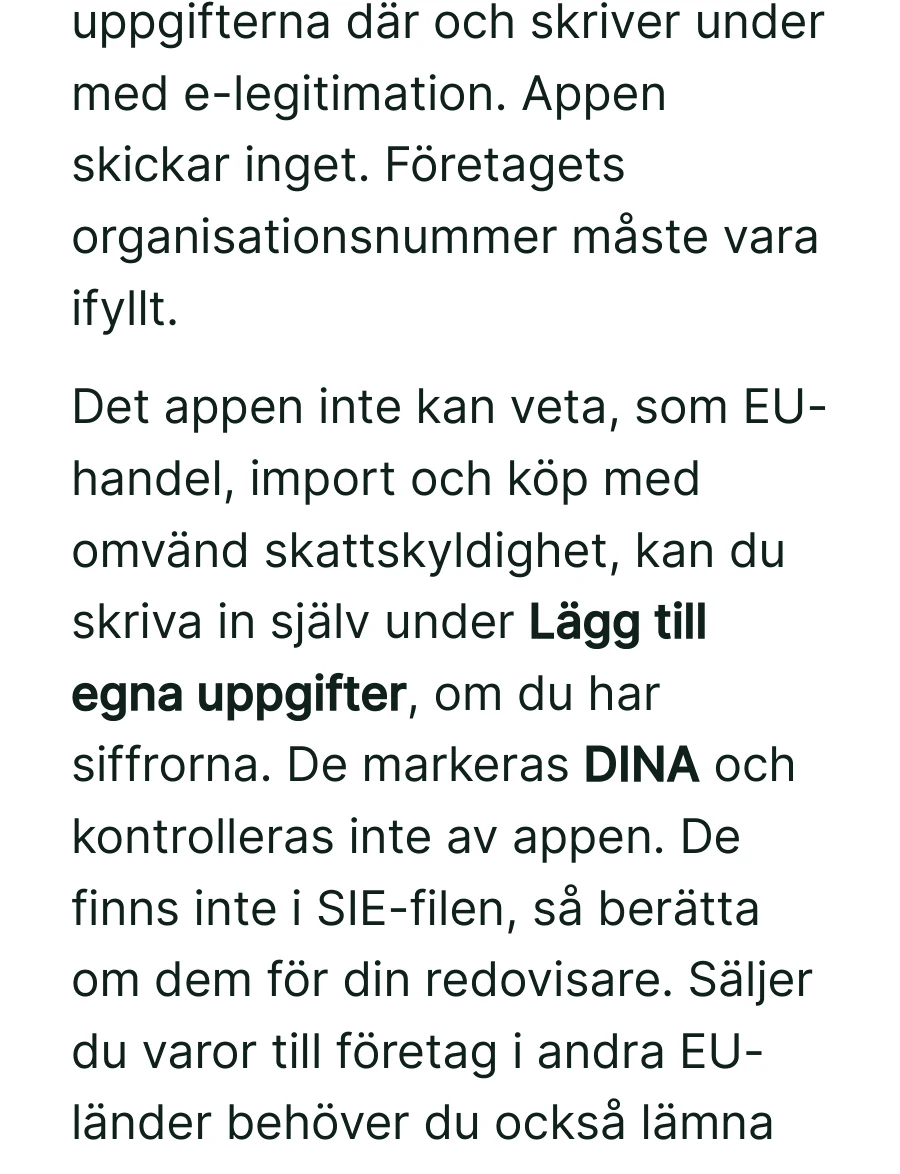 uppgifterna där och skriver under
med e-legitimation. Appen
skickar inget. Företagets
organisationsnummer måste vara
ifyllt.
Det appen inte kan veta, som EU-
handel, import och köp med
omvänd skattskyldighet, kan du
skriva in själv under Lägg till
egna uppgifter, om du har
siffrorna. De markeras DINA och
kontrolleras inte av appen. De
finns inte i SIE-filen, så berätta
om dem för din redovisare. Säljer
du varor till företag i andra EU-
länder behöver du också lämna